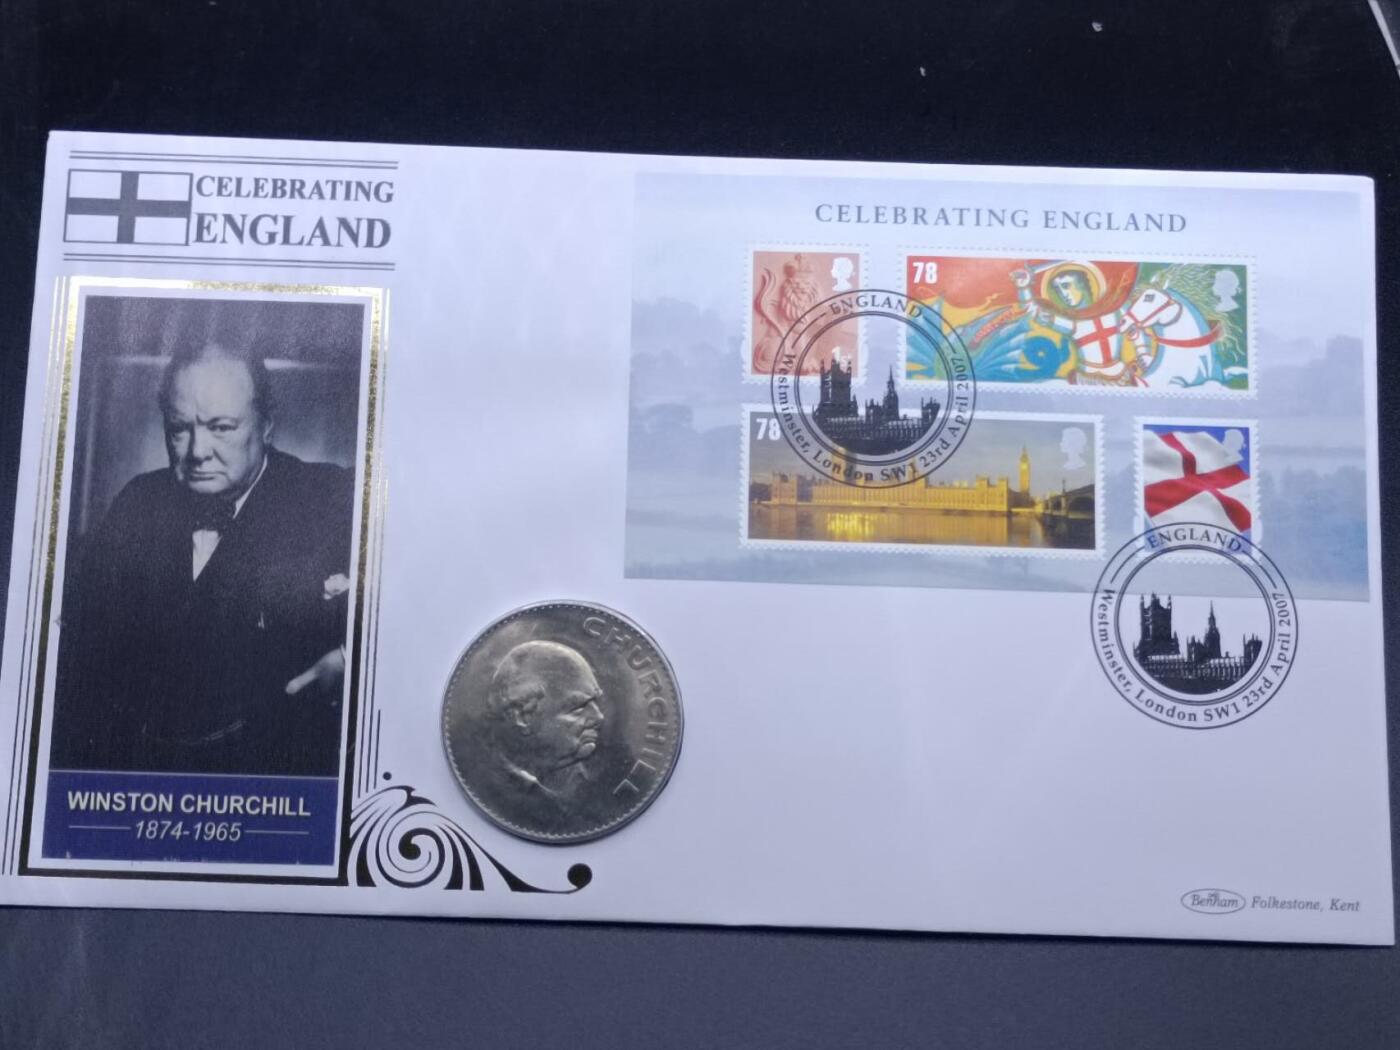 CELEBRATING
ENGLAND
WINSTON CHURCHILL
1874-1965
CHURCHILL
CELEBRATING ENGLAND
1st
78
78
ENGLAND
Westminster, London SW1 23rd April 2007
ENGLAND
Westminster, London SW1 23rd April 2007
Benham Folkestone, Kent